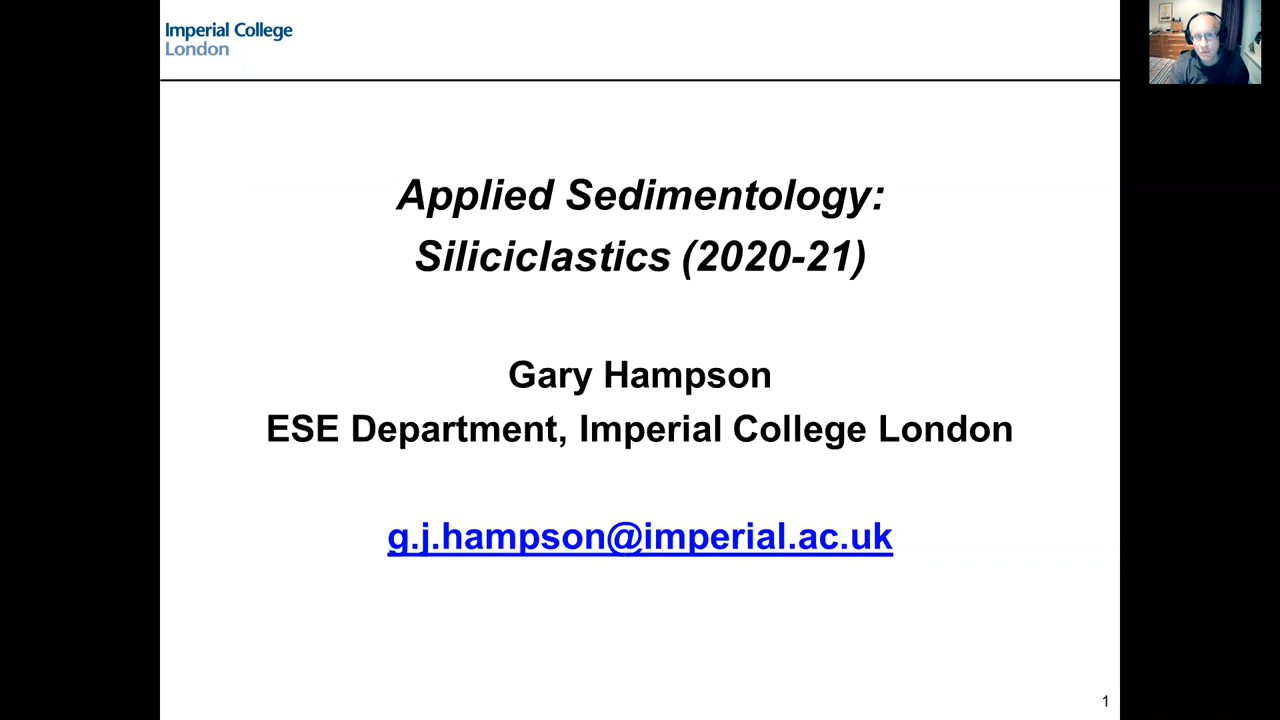 Imperial College
London
Applied Sedimentology:
Siliciclastics (2020-21)
Gary Hampson
ESE Department, Imperial College London
g.j.hampson@imperial.ac.uk
1